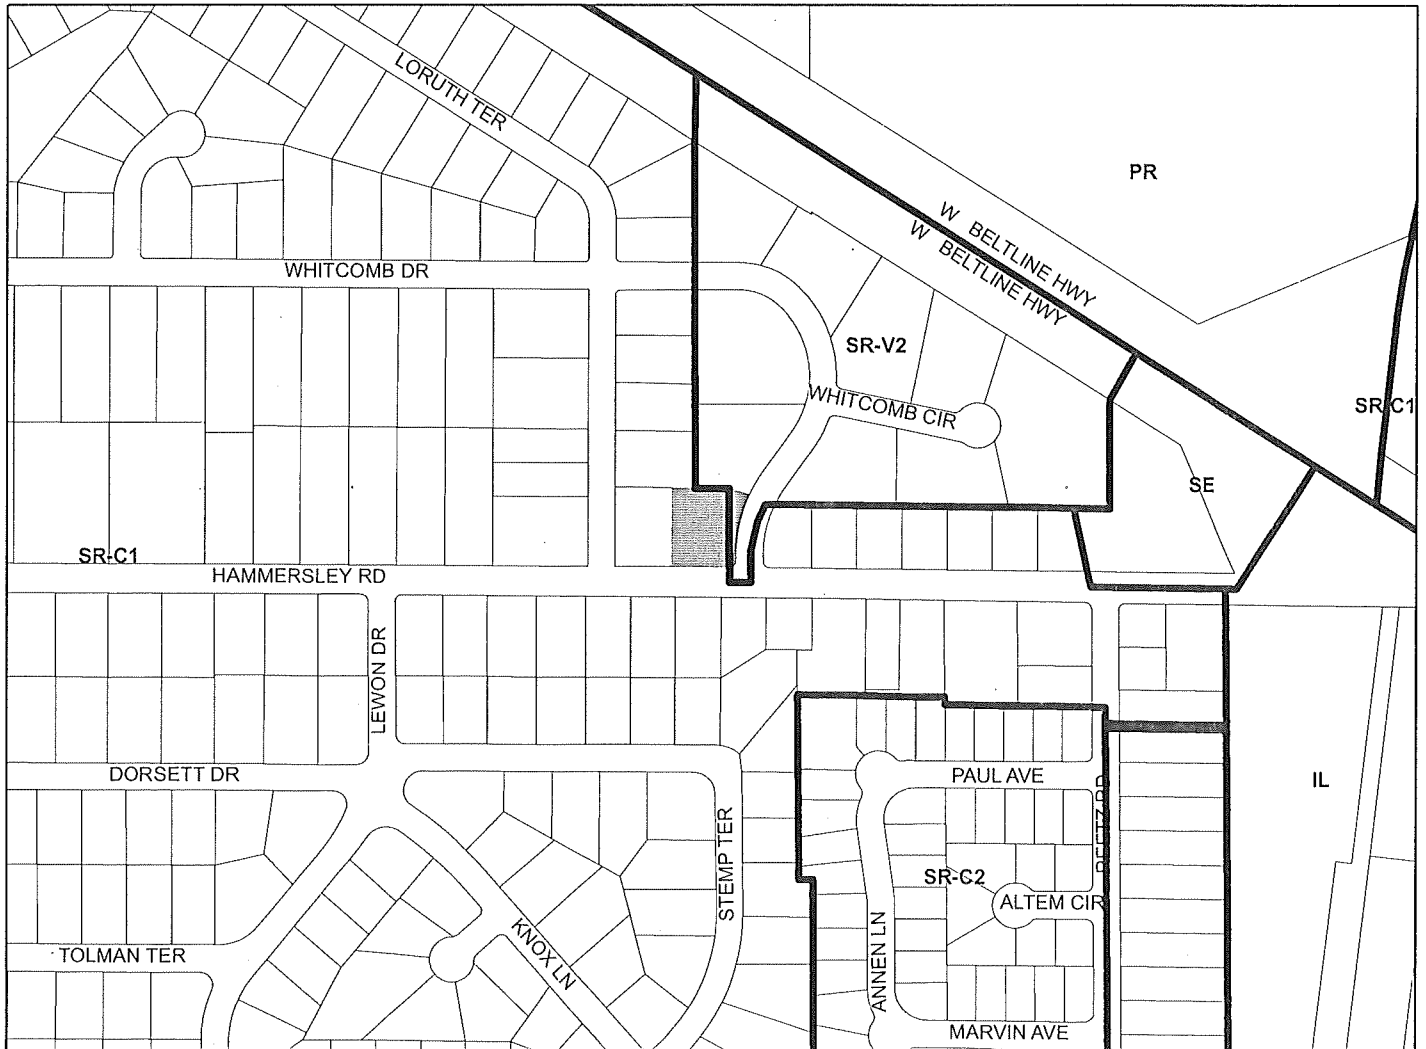 LORUTH TER
PR
W BELTLINE HWY
W BELTLINE HWY
WHITCOMB DR
SR-V2
WHITCOMB CIR
SR-C1
SE
SR-C1
HAMMERSLEY RD
LEWON DR
DORSETT DR
PAUL AVE
IL
BEETZ RD
STEMP TER
SR-C2
ALTEM CIR
KNOX LN
ANNEN LN
TOLMAN TER
MARVIN AVE